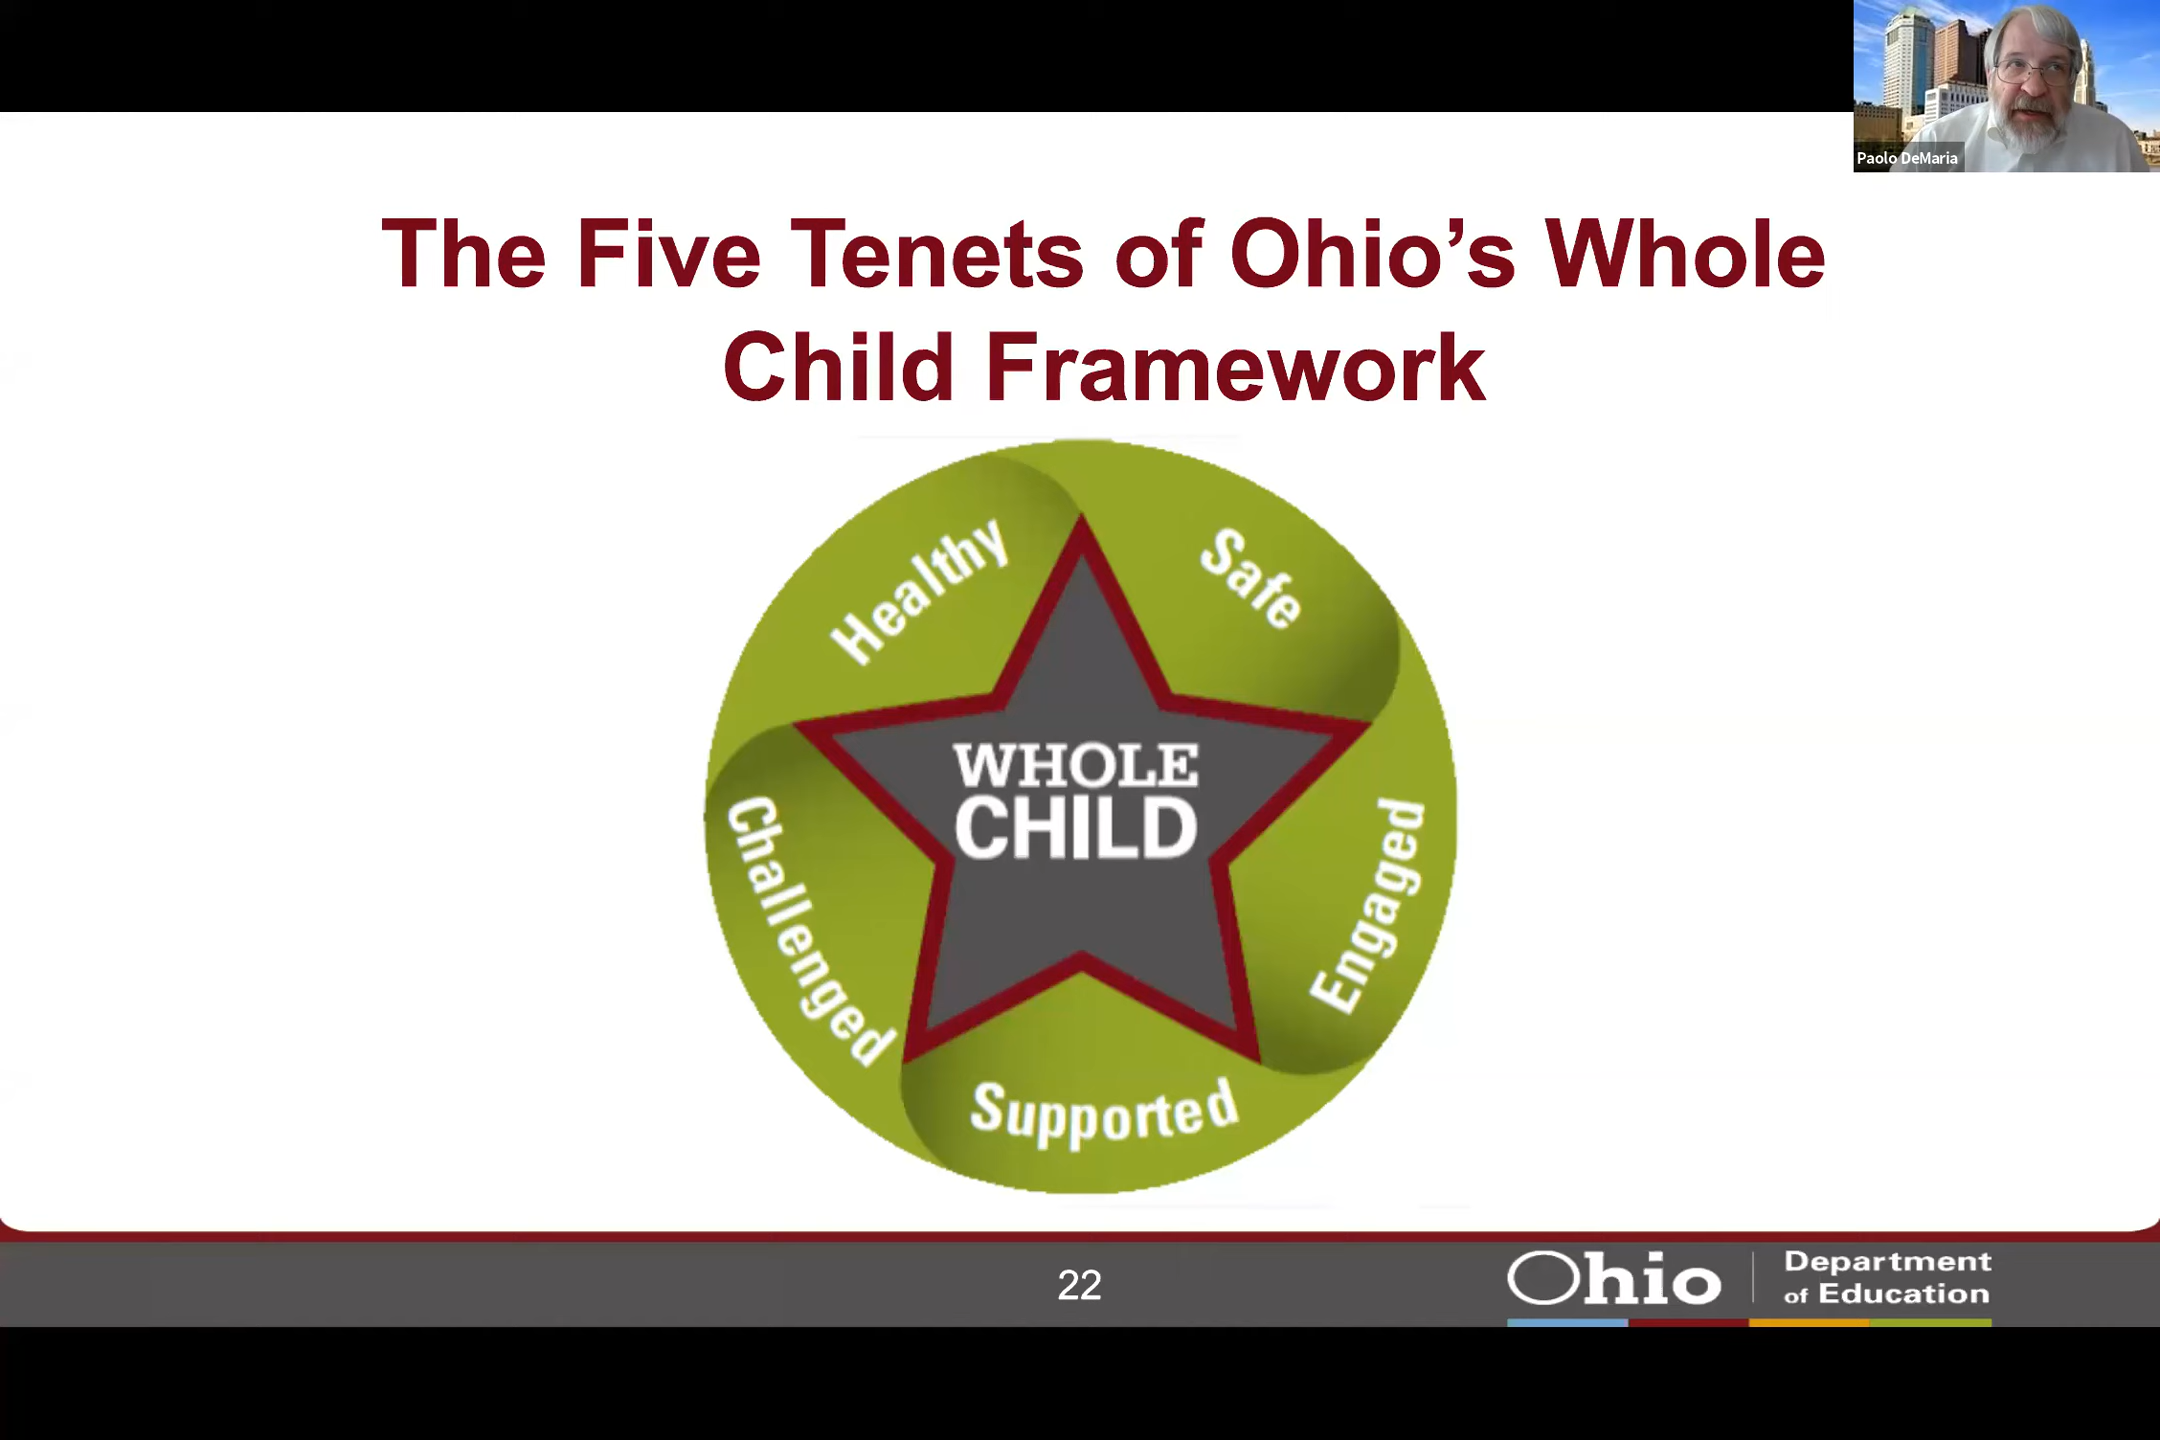 Paolo DeMaria
The Five Tenets of Ohio’s Whole
Child Framework
Healthy
Safe
WHOLE
CHILD
Challenged
Engaged
Supported
22
Ohio
Department
of Education